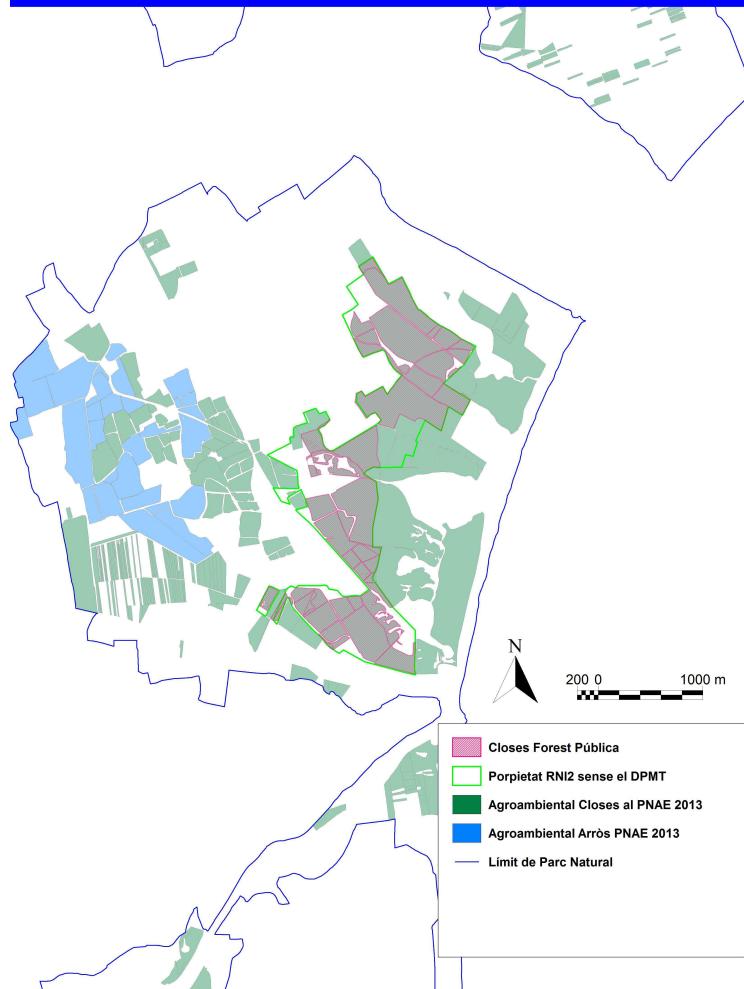 N
200 0 1000 m
Closes Forest Pública
Porpietat RNI2 sense el DPMT
Agroambiental Closes al PNAE 2013
Agroambiental Arròs PNAE 2013
Límit de Parc Natural